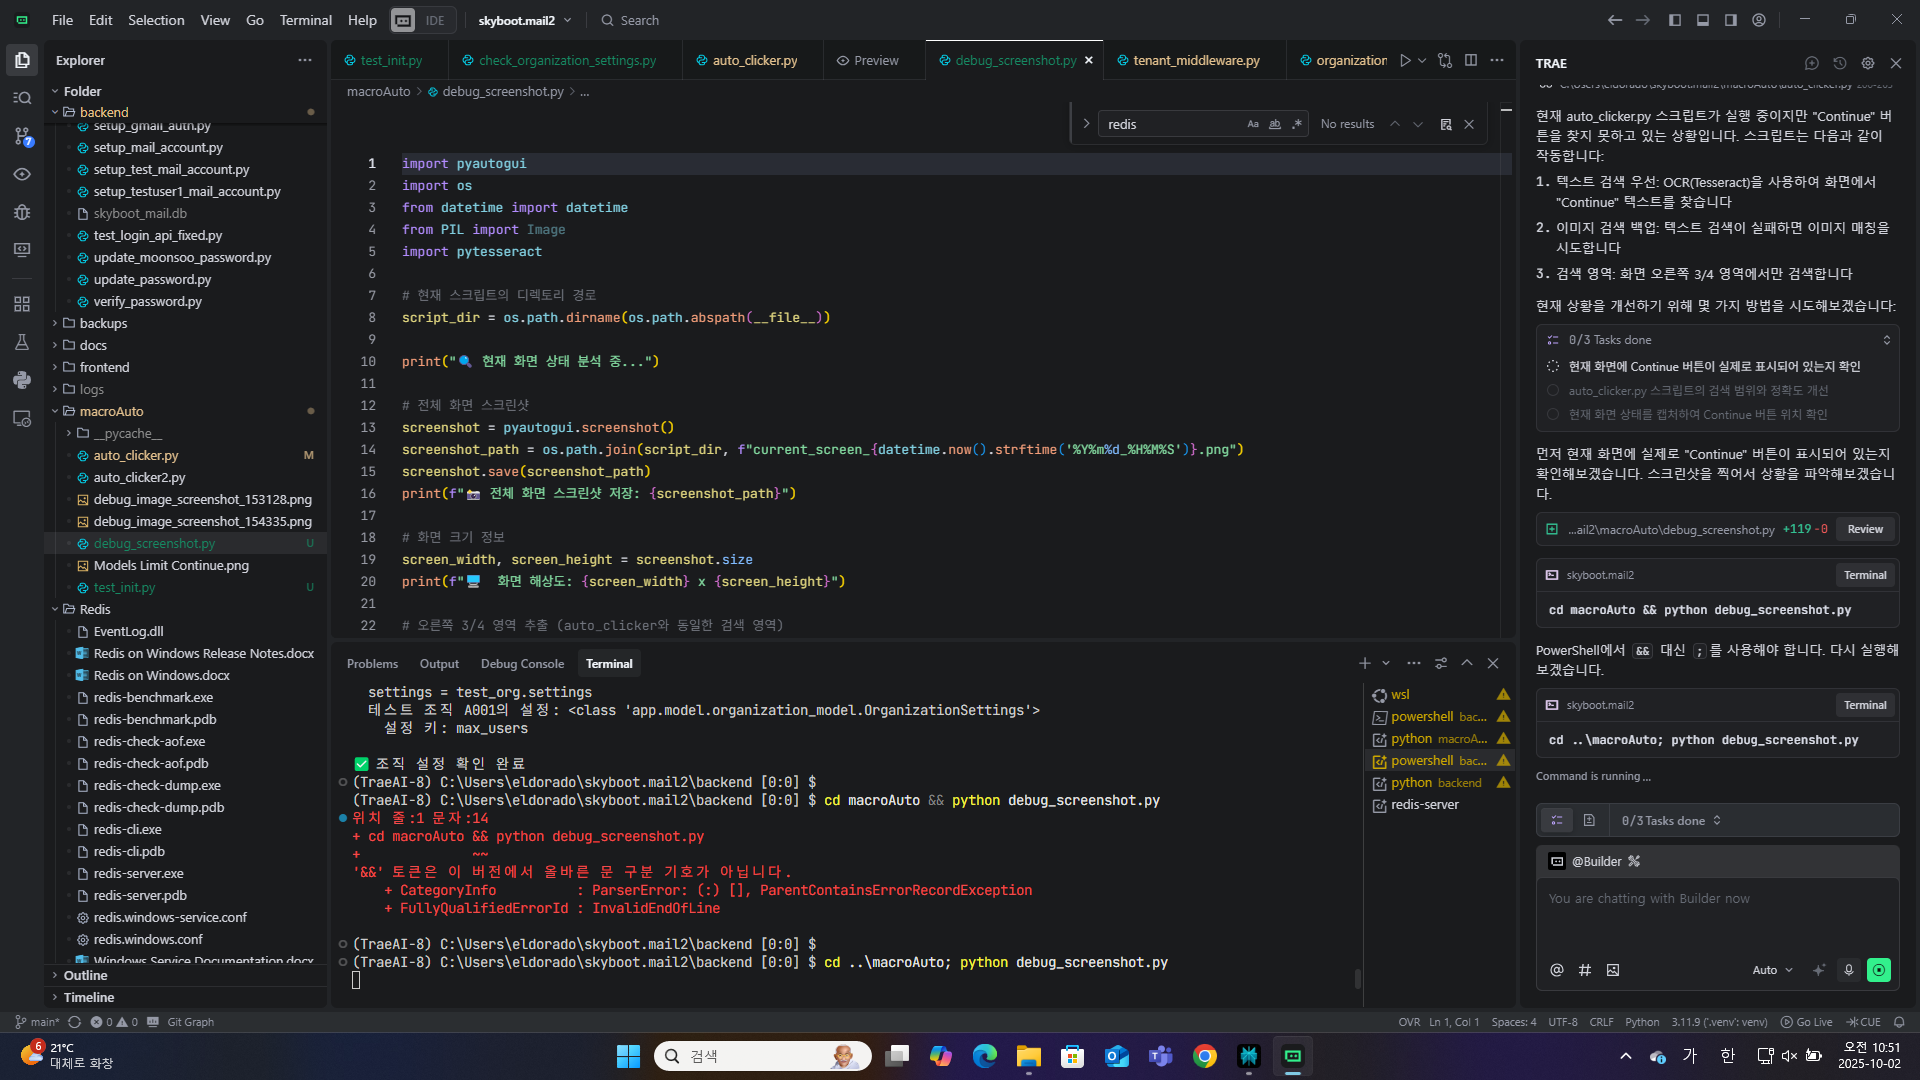 File Edit Selection View Go Terminal Help IDE skyboot.mail2 Search
Explorer
Folder
backend
setup_gmail_auth.py
setup_mail_account.py
setup_test_mail_account.py
setup_testuser1_mail_account.py
skyboot_mail.db
test_login_api_fixed.py
update_moonsoo_password.py
update_password.py
verify_password.py
backups
docs
frontend
logs
macroAuto
__pycache__
auto_clicker.py M
auto_clicker2.py
debug_image_screenshot_153128.png
debug_image_screenshot_154335.png
debug_screenshot.py U
Models Limit Continue.png
test_init.py U
Redis
EventLog.dll
Redis on Windows Release Notes.docx
Redis on Windows.docx
redis-benchmark.exe
redis-benchmark.pdb
redis-check-aof.exe
redis-check-aof.pdb
redis-check-dump.exe
redis-check-dump.pdb
redis-cli.exe
redis-cli.pdb
redis-server.exe
redis-server.pdb
redis.windows-service.conf
redis.windows.conf
Windows Service Documentation.docx
Outline
Timeline
test_init.py check_organization_settings.py auto_clicker.py Preview debug_screenshot.py tenant_middleware.py organization
macroAuto > debug_screenshot.py > ...
redis Aa ab .* No results
1 import pyautogui
2 import os
3 from datetime import datetime
4 from PIL import Image
5 import pytesseract
6
7 # 현재 스크립트의 디렉토리 경로
8 script_dir = os.path.dirname(os.path.abspath(__file__))
9
10 print("🔍 현재 화면 상태 분석 중...")
11
12 # 전체 화면 스크린샷
13 screenshot = pyautogui.screenshot()
14 screenshot_path = os.path.join(script_dir, f"current_screen_{datetime.now().strftime('%Y%m%d_%H%M%S')}.png")
15 screenshot.save(screenshot_path)
16 print(f"📸 전체 화면 스크린샷 저장: {screenshot_path}")
17
18 # 화면 크기 정보
19 screen_width, screen_height = screenshot.size
20 print(f"🖥️ 화면 해상도: {screen_width} x {screen_height}")
21
22 # 오른쪽 3/4 영역 추출 (auto_clicker와 동일한 검색 영역)
Problems Output Debug Console Terminal
settings = test_org.settings
테스트 조직 A001의 설정: <class 'app.model.organization_model.OrganizationSettings'>
설정 키: max_users
✅ 조직 설정 확인 완료
(TraeAI-8) C:\Users\eldorado\skyboot.mail2\backend [0:0] $
(TraeAI-8) C:\Users\eldorado\skyboot.mail2\backend [0:0] $ cd macroAuto && python debug_screenshot.py
위치 줄:1 문자:14
+ cd macroAuto && python debug_screenshot.py
+ ~~
'&&' 토큰은 이 버전에서 올바른 문 구분 기호가 아닙니다.
+ CategoryInfo : ParserError: (:) [], ParentContainsErrorRecordException
+ FullyQualifiedErrorId : InvalidEndOfLine
(TraeAI-8) C:\Users\eldorado\skyboot.mail2\backend [0:0] $
(TraeAI-8) C:\Users\eldorado\skyboot.mail2\backend [0:0] $ cd ..\macroAuto; python debug_screenshot.py
wsl
powershell bac...
python macroA...
powershell bac...
python backend
redis-server
TRAE
현재 auto_clicker.py 스크립트가 실행 중이지만 "Continue" 버
튼을 찾지 못하고 있는 상황입니다. 스크립트는 다음과 같이
작동합니다:
1. 텍스트 검색 우선: OCR(Tesseract)을 사용하여 화면에서
"Continue" 텍스트를 찾습니다
2. 이미지 검색 백업: 텍스트 검색이 실패하면 이미지 매칭을
시도합니다
3. 검색 영역: 화면 오른쪽 3/4 영역에서만 검색합니다
현재 상황을 개선하기 위해 몇 가지 방법을 시도해보겠습니다:
0/3 Tasks done
현재 화면에 Continue 버튼이 실제로 표시되어 있는지 확인
auto_clicker.py 스크립트의 검색 범위와 정확도 개선
현재 화면 상태를 캡처하여 Continue 버튼 위치 확인
먼저 현재 화면에 실제로 "Continue" 버튼이 표시되어 있는지
확인해보겠습니다. 스크린샷을 찍어서 상황을 파악해보겠습니
다.
...ail2\macroAuto\debug_screenshot.py +119 -0 Review
skyboot.mail2 Terminal
cd macroAuto && python debug_screenshot.py
PowerShell에서 && 대신 ; 를 사용해야 합니다. 다시 실행해
보겠습니다.
skyboot.mail2 Terminal
cd ..\macroAuto; python debug_screenshot.py
Command is running ...
0/3 Tasks done
@Builder
You are chatting with Builder now
@ # Auto
main* 0 0 Git Graph OVR Ln 1, Col 1 Spaces: 4 UTF-8 CRLF Python 3.11.9 ('.venv': venv) Go Live CUE
6 21°C
대체로 화창
검색
가 한
오전 10:51
2025-10-02